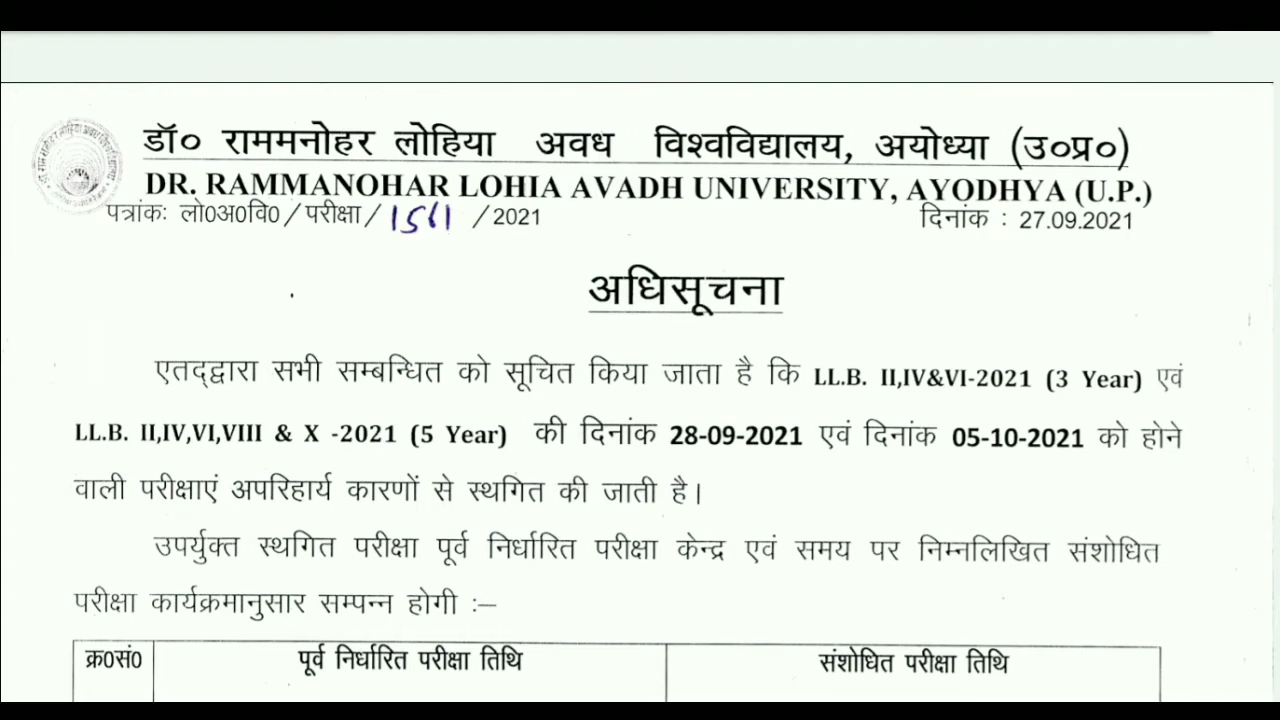 डॉ० राममनोहर लोहिया अवध विश्वविद्यालय, अयोध्या (उ०प्र०)
DR. RAMMANOHAR LOHIA AVADH UNIVERSITY, AYODHYA (U.P.)
पत्रांकः लो0अ0वि0/परीक्षा/1561/2021 दिनांक : 27.09.2021
अधिसूचना
एतद्द्वारा सभी सम्बन्धित को सूचित किया जाता है कि LL.B. II,IV&VI-2021 (3 Year) एवं
LL.B. II,IV,VI,VIII & X -2021 (5 Year) की दिनांक 28-09-2021 एवं दिनांक 05-10-2021 को होने
वाली परीक्षाएं अपरिहार्य कारणों से स्थगित की जाती है।
उपर्युक्त स्थगित परीक्षा पूर्व निर्धारित परीक्षा केन्द्र एवं समय पर निम्नलिखित संशोधित
परीक्षा कार्यक्रमानुसार सम्पन्न होगी :–
क्र0सं0 पूर्व निर्धारित परीक्षा तिथि संशोधित परीक्षा तिथि